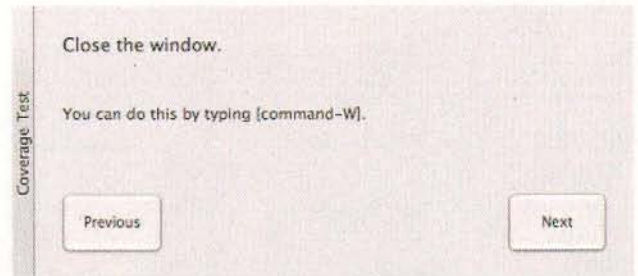 Close the window.
You can do this by typing [command-W].
Coverage Test
Previous
Next